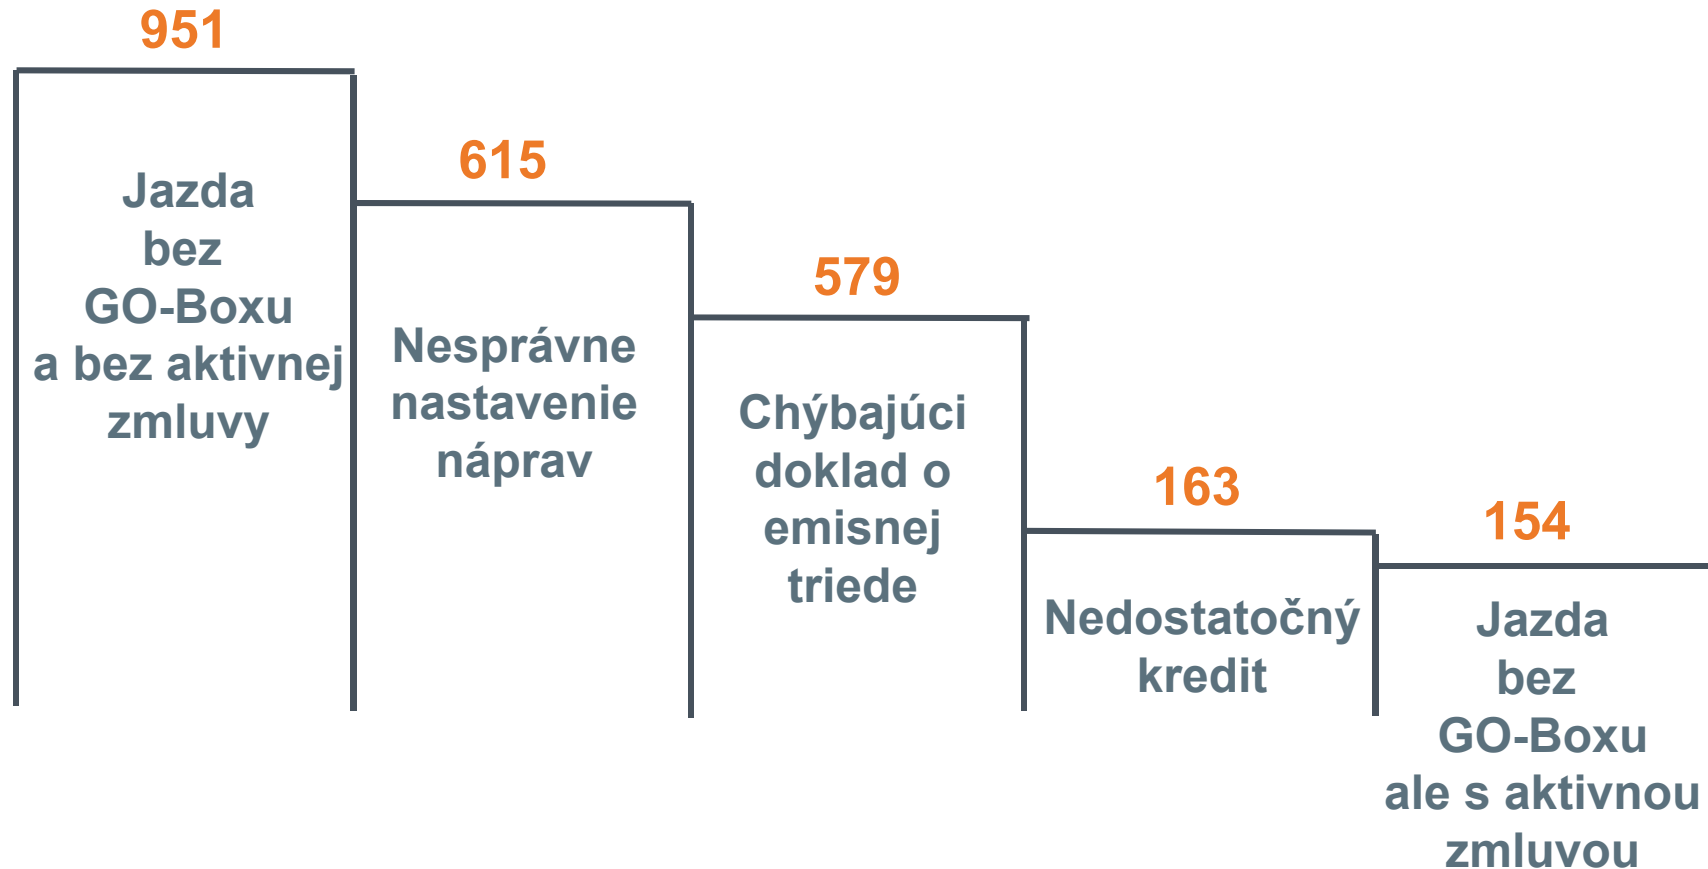 951
Jazda
bez
GO-Boxu
a bez aktivnej
zmluvy
615
Nesprávne
nastavenie
náprav
579
Chýbajúci
doklad o
emisnej
triede
163
Nedostatočný
kredit
154
Jazda
bez
GO-Boxu
ale s aktivnou
zmluvou